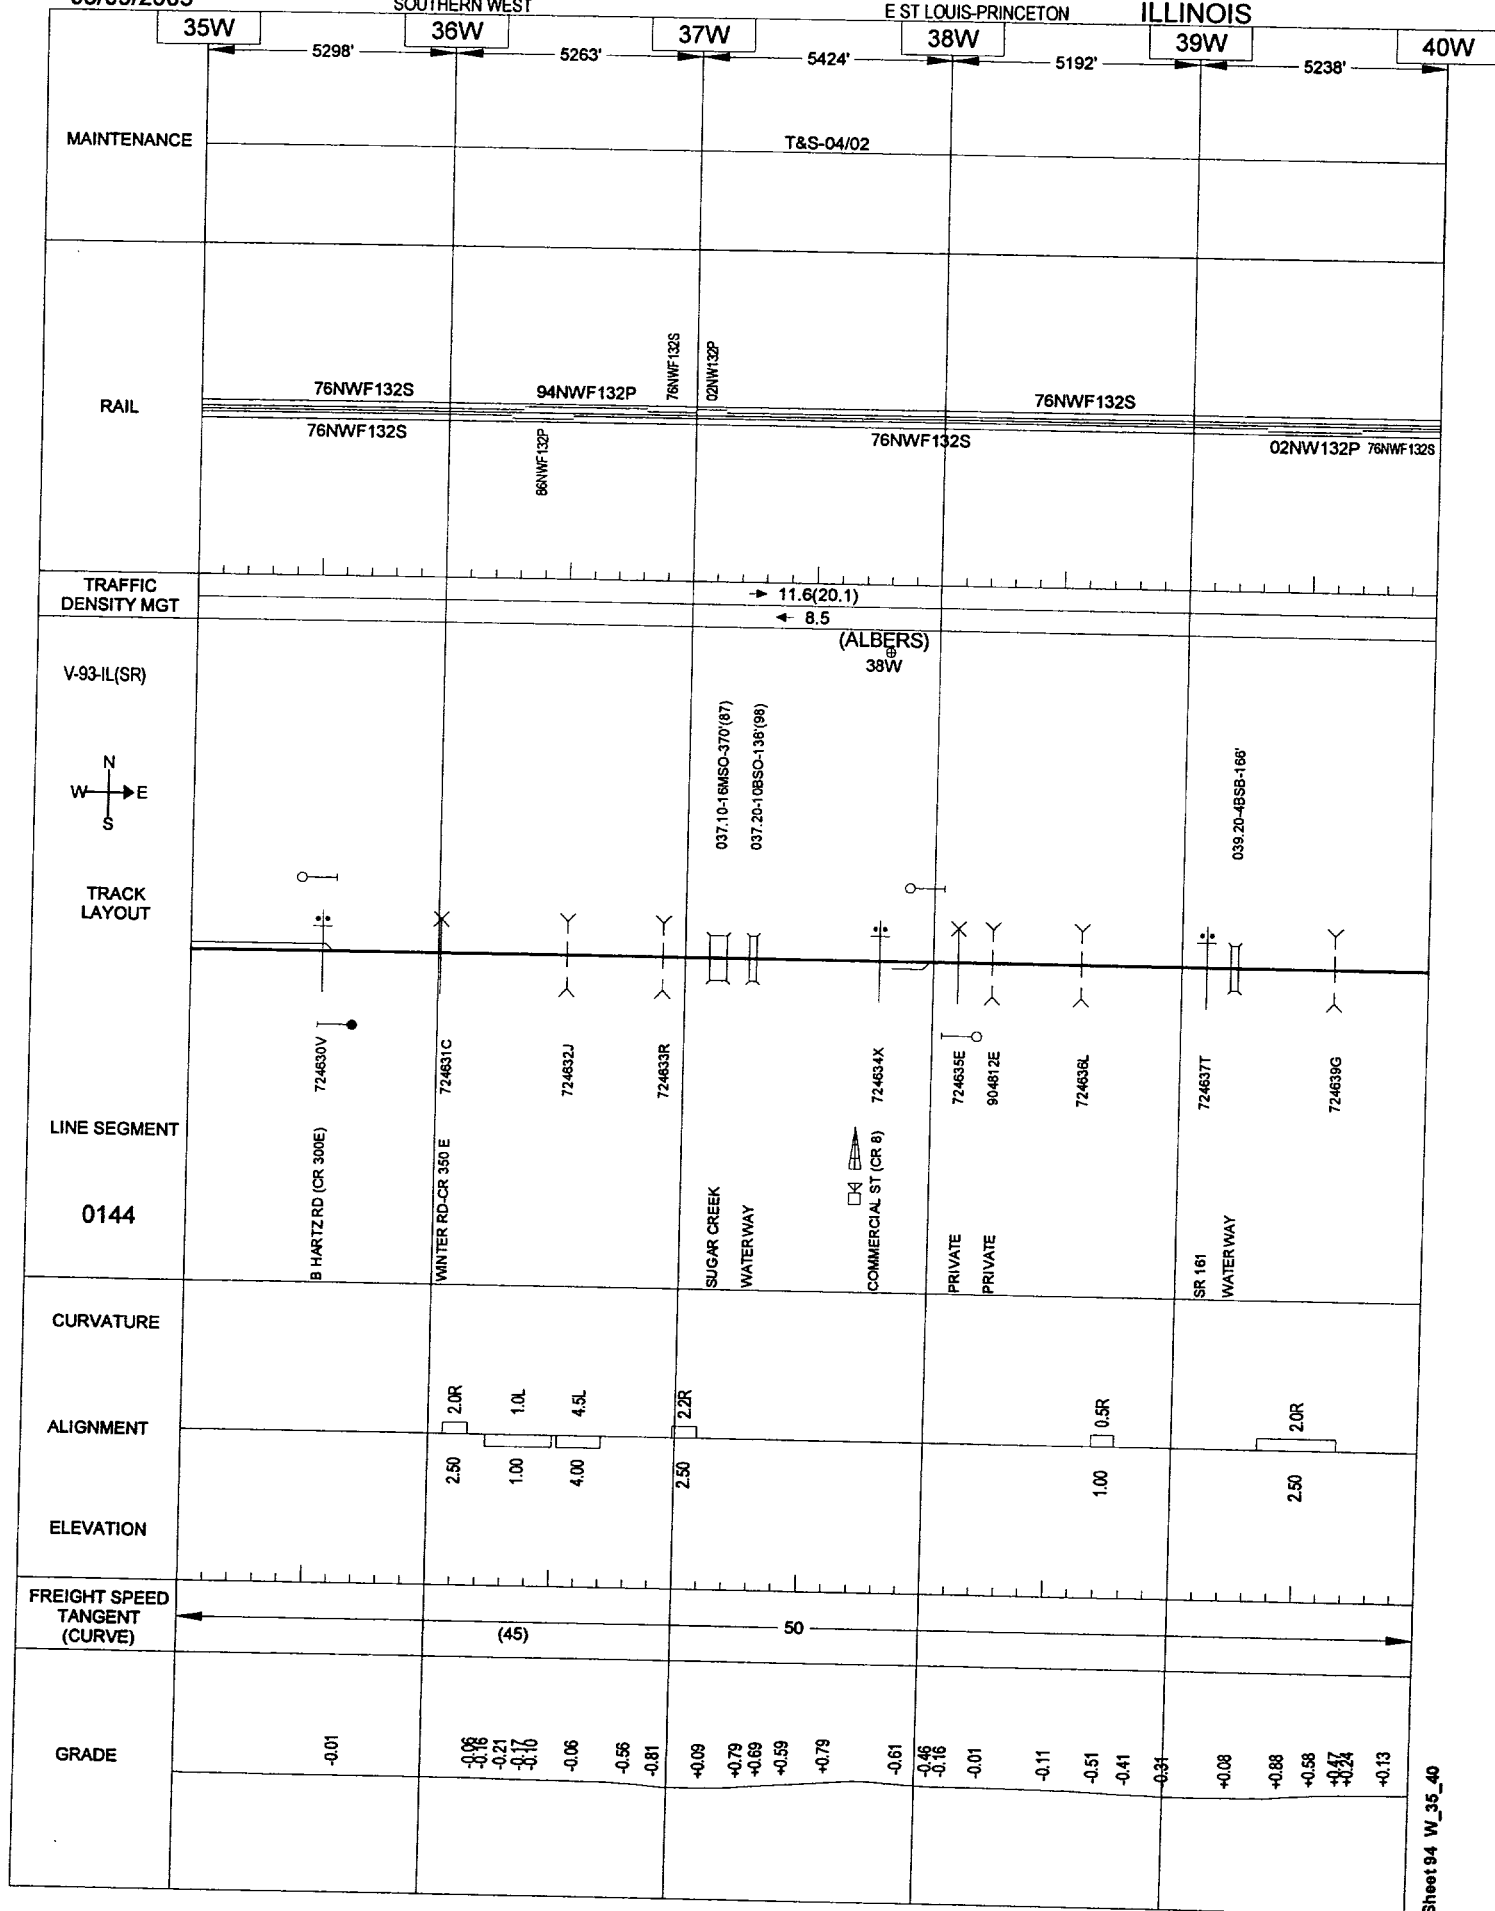 SOUTHERN WEST
E ST LOUIS-PRINCETON
ILLINOIS
35W
36W
37W
38W
39W
40W
5298'
5263'
5424'
5192'
5238'
MAINTENANCE
T&S-04/02
RAIL
76NWF132S
94NWF132P
76NWF132S
02NW132P
76NWF132S
76NWF132S
86NWF132P
76NWF132S
02NW132P
76NWF132S
TRAFFIC
DENSITY MGT
11.6(20.1)
8.5
(ALBERS)
38W
V-93-IL(SR)
N
W
E
S
037.10-16MSO-370'(87)
037.20-10BSO-136'(98)
039.20-4BSB-166'
TRACK
LAYOUT
724630V
724631C
724632J
724633R
724634X
724635E
904812E
724636L
724637T
724639G
LINE SEGMENT
0144
B HARTZ RD (CR 300E)
WINTER RD-CR 350 E
SUGAR CREEK
WATERWAY
COMMERCIAL ST (CR 8)
PRIVATE
PRIVATE
SR 161
WATERWAY
CURVATURE
ALIGNMENT
2.0R
1.0L
4.5L
2.2R
0.5R
2.0R
2.50
1.00
4.00
2.50
1.00
2.50
ELEVATION
FREIGHT SPEED
TANGENT
(CURVE)
(45)
50
GRADE
-0.01
-0.06
-0.16
-0.21
-0.17
-0.10
-0.06
-0.56
-0.81
+0.09
+0.79
+0.69
+0.59
+0.79
-0.61
-0.46
-0.16
-0.01
-0.11
-0.51
-0.41
-0.31
+0.08
+0.88
+0.58
+0.47
+0.24
+0.13
Sheet 94 W_35_40